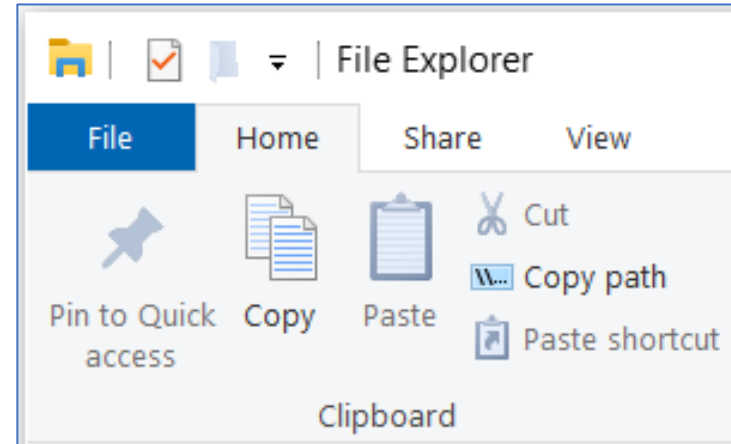 File Explorer
File Home Share View
Cut
\\... Copy path
Pin to Quick access
Copy
Paste
Paste shortcut
Clipboard